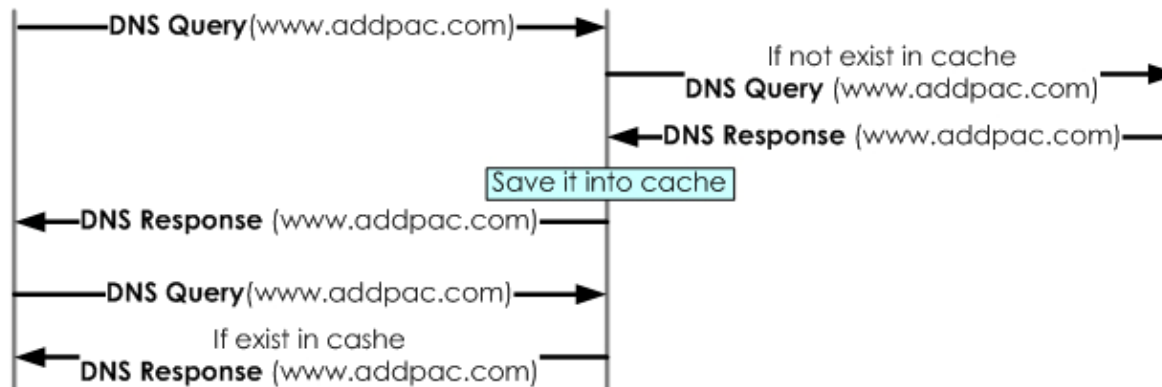 DNS Query(www.addpac.com)
If not exist in cache
DNS Query (www.addpac.com)
DNS Response (www.addpac.com)
Save it into cache
DNS Response (www.addpac.com)
DNS Query(www.addpac.com)
If exist in cashe
DNS Response (www.addpac.com)